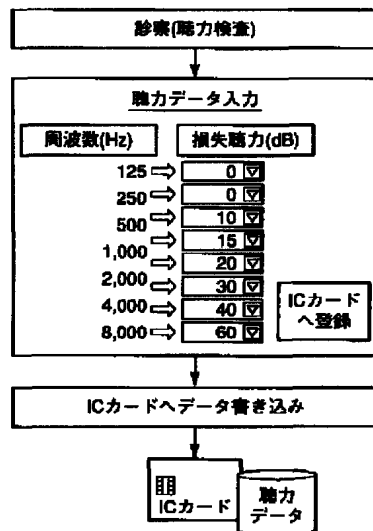 診察(聴力検査)
聴力データ入力
周波数(Hz) 損失聴力(dB)
125 ⇨ 0
250 ⇨ 0
500 ⇨ 10
1,000 ⇨ 15
2,000 ⇨ 20
4,000 ⇨ 30
8,000 ⇨ 40
60
ICカード
へ登録
ICカードへデータ書き込み
ICカード
聴力
データ